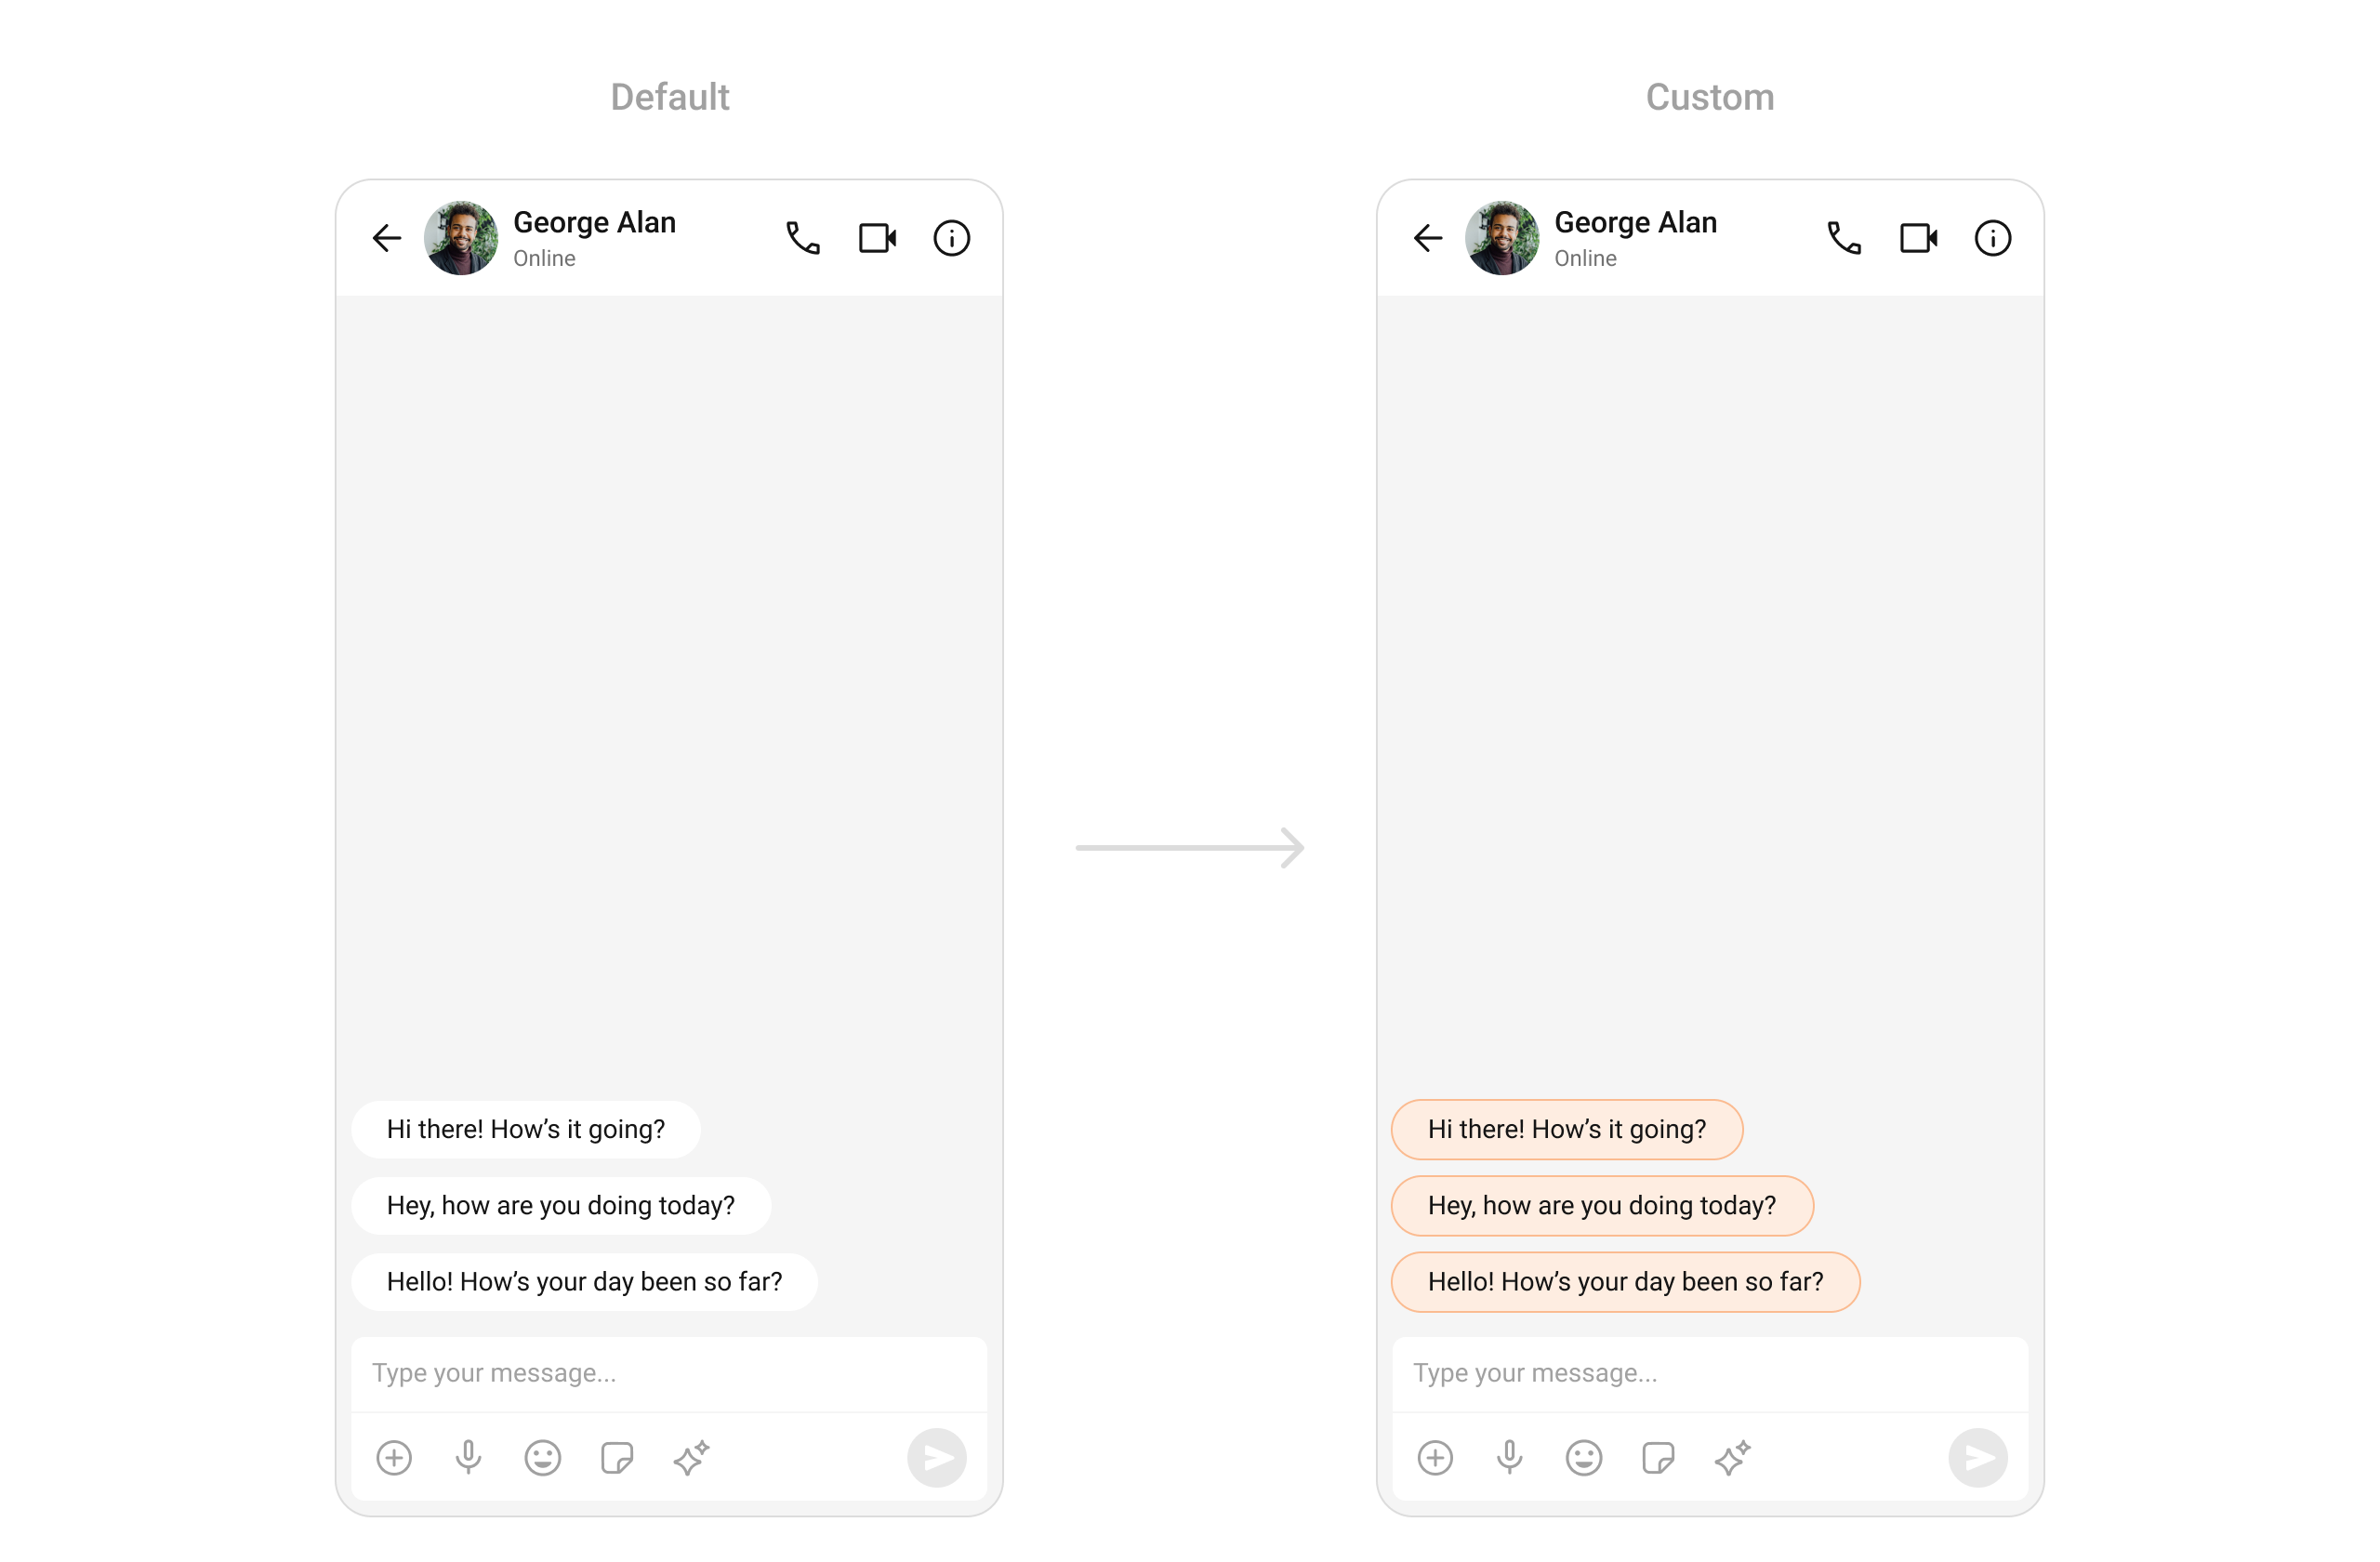 Default
George Alan
Online
Hi there! How’s it going?
Hey, how are you doing today?
Hello! How’s your day been so far?
Type your message...
Custom
George Alan
Online
Hi there! How’s it going?
Hey, how are you doing today?
Hello! How’s your day been so far?
Type your message...